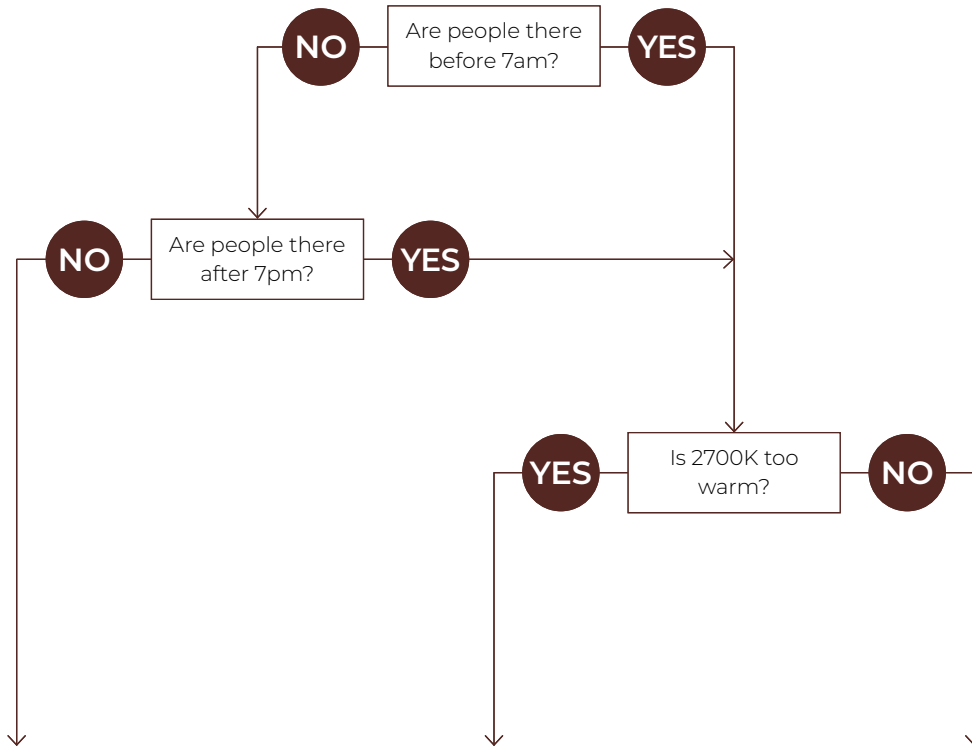 NO
Are people there
before 7am?
YES
NO
Are people there
after 7pm?
YES
YES
Is 2700K too
warm?
NO